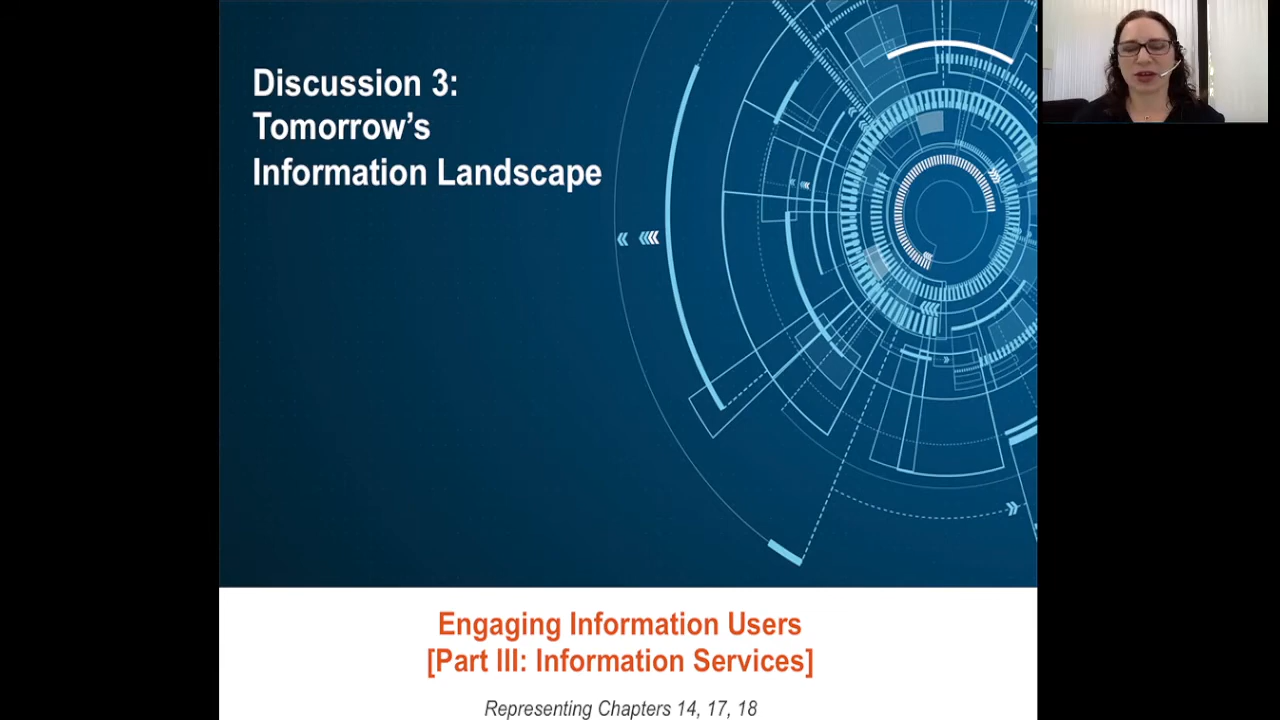 Discussion 3:
Tomorrow’s
Information Landscape
Engaging Information Users
[Part III: Information Services]
Representing Chapters 14, 17, 18